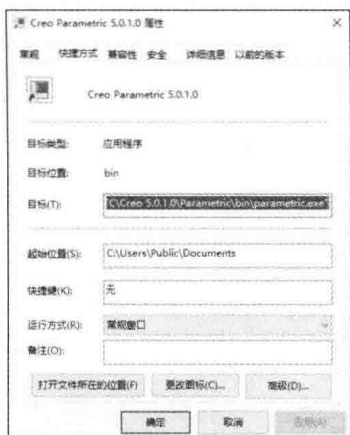 Creo Parametric 5.0.1.0 属性
常规 快捷方式 兼容性 安全 详细信息 以前的版本
Creo Parametric 5.0.1.0
目标类型: 应用程序
目标位置: bin
目标(T): C\Creo 5.0.1.0\Parametric\bin\parametric.exe"
起始位置(S): C:\Users\Public\Documents
快捷键(K): 无
运行方式(R): 常规窗口
备注(O):
打开文件所在的位置(F) 更改图标(C)... 高级(D)...
确定 取消 应用(A)